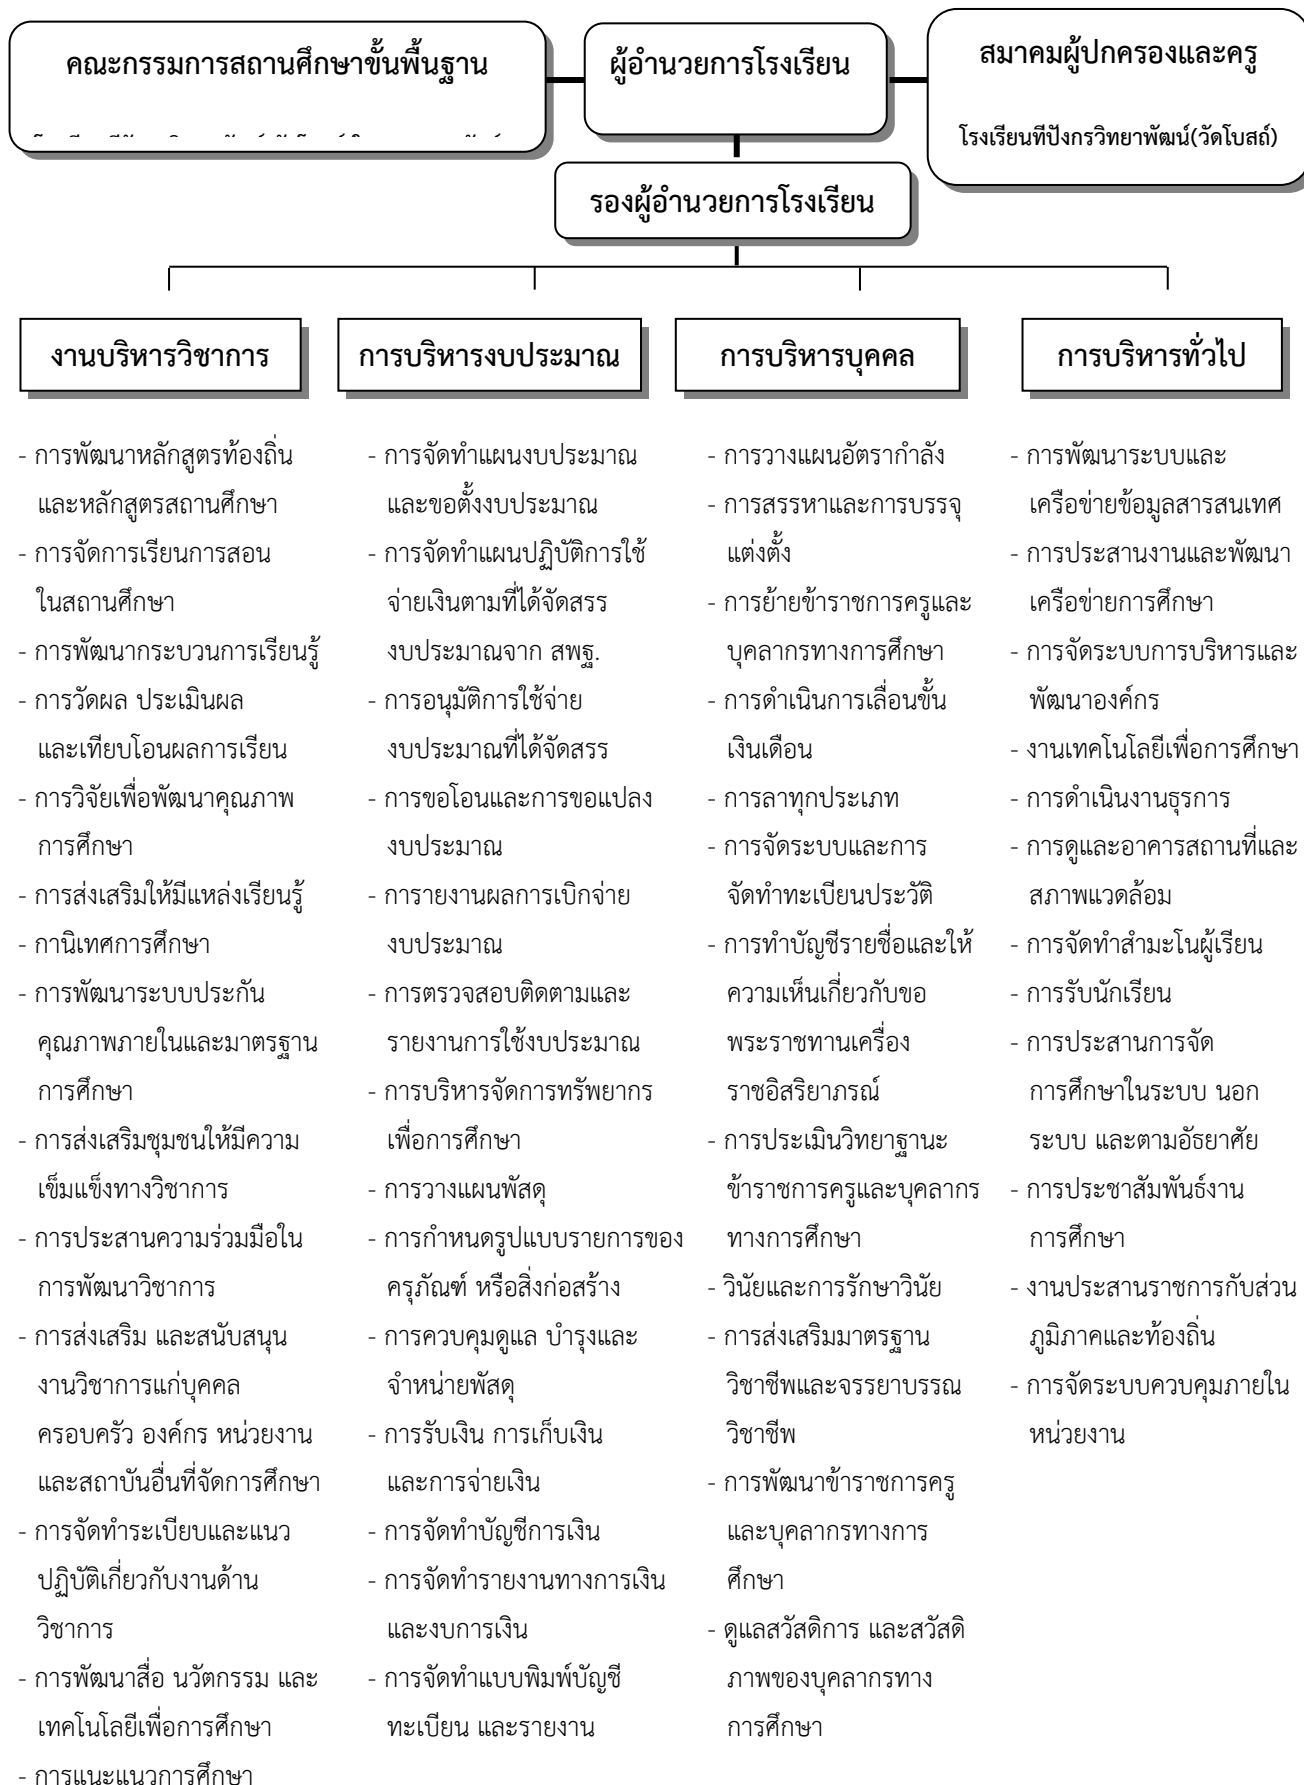 คณะกรรมการสถานศึกษาขั้นพื้นฐาน
ผู้อำนวยการโรงเรียน
สมาคมผู้ปกครองและครู
โรงเรียนทีปังกรวิทยาพัฒน์(วัดโบสถ์)
รองผู้อำนวยการโรงเรียน
งานบริหารวิชาการ
- การพัฒนาหลักสูตรท้องถิ่น
และหลักสูตรสถานศึกษา
- การจัดการเรียนการสอน
ในสถานศึกษา
- การพัฒนากระบวนการเรียนรู้
- การวัดผล ประเมินผล
และเทียบโอนผลการเรียน
- การวิจัยเพื่อพัฒนาคุณภาพ
การศึกษา
- การส่งเสริมให้มีแหล่งเรียนรู้
- กานิเทศการศึกษา
- การพัฒนาระบบประกัน
คุณภาพภายในและมาตรฐาน
การศึกษา
- การส่งเสริมชุมชนให้มีความ
เข็มแข็งทางวิชาการ
- การประสานความร่วมมือใน
การพัฒนาวิชาการ
- การส่งเสริม และสนับสนุน
งานวิชาการแก่บุคคล
ครอบครัว องค์กร หน่วยงาน
และสถาบันอื่นที่จัดการศึกษา
- การจัดทำระเบียบและแนว
ปฏิบัติเกี่ยวกับงานด้าน
วิชาการ
- การพัฒนาสื่อ นวัตกรรม และ
เทคโนโลยีเพื่อการศึกษา
- การแนะแนวการศึกษา
การบริหารงบประมาณ
- การจัดทำแผนงบประมาณ
และขอตั้งงบประมาณ
- การจัดทำแผนปฏิบัติการใช้
จ่ายเงินตามที่ได้จัดสรร
งบประมาณจาก สพฐ.
- การอนุมัติการใช้จ่าย
งบประมาณที่ได้จัดสรร
- การขอโอนและการขอแปลง
งบประมาณ
- การายงานผลการเบิกจ่าย
งบประมาณ
- การตรวจสอบติดตามและ
รายงานการใช้งบประมาณ
- การบริหารจัดการทรัพยากร
เพื่อการศึกษา
- การวางแผนพัสดุ
- การกำหนดรูปแบบรายการของ
ครุภัณฑ์ หรือสิ่งก่อสร้าง
- การควบคุมดูแล บำรุงและ
จำหน่ายพัสดุ
- การรับเงิน การเก็บเงิน
และการจ่ายเงิน
- การจัดทำบัญชีการเงิน
- การจัดทำรายงานทางการเงิน
และงบการเงิน
- การจัดทำแบบพิมพ์บัญชี
ทะเบียน และรายงาน
การบริหารบุคคล
- การวางแผนอัตรากำลัง
- การสรรหาและการบรรจุ
แต่งตั้ง
- การย้ายข้าราชการครูและ
บุคลากรทางการศึกษา
- การดำเนินการเลื่อนขั้น
เงินเดือน
- การลาทุกประเภท
- การจัดระบบและการ
จัดทำทะเบียนประวัติ
- การทำบัญชีรายชื่อและให้
ความเห็นเกี่ยวกับขอ
พระราชทานเครื่อง
ราชอิสริยาภรณ์
- การประเมินวิทยาฐานะ
ข้าราชการครูและบุคลากร
ทางการศึกษา
- วินัยและการรักษาวินัย
- การส่งเสริมมาตรฐาน
วิชาชีพและจรรยาบรรณ
วิชาชีพ
- การพัฒนาข้าราชการครู
และบุคลากรทางการ
ศึกษา
- ดูแลสวัสดิการ และสวัสดิ
ภาพของบุคลากรทาง
การศึกษา
การบริหารทั่วไป
- การพัฒนาระบบและ
เครือข่ายข้อมูลสารสนเทศ
- การประสานงานและพัฒนา
เครือข่ายการศึกษา
- การจัดระบบการบริหารและ
พัฒนาองค์กร
- งานเทคโนโลยีเพื่อการศึกษา
- การดำเนินงานธุรการ
- การดูและอาคารสถานที่และ
สภาพแวดล้อม
- การจัดทำสำมะโนผู้เรียน
- การรับนักเรียน
- การประสานการจัด
การศึกษาในระบบ นอก
ระบบ และตามอัธยาศัย
- การประชาสัมพันธ์งาน
การศึกษา
- งานประสานราชการกับส่วน
ภูมิภาคและท้องถิ่น
- การจัดระบบควบคุมภายใน
หน่วยงาน